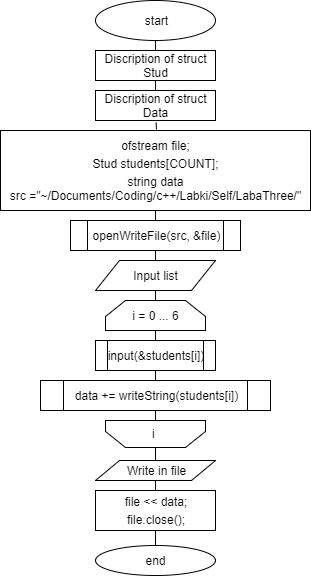 start
Discription of struct
Stud
Discription of struct
Data
ofstream file;
Stud students[COUNT];
string data
src ="~/Documents/Coding/c++/Labki/Self/LabaThree/"
openWriteFile(src, &file)
Input list
i = 0 ... 6
input(&students[i])
data += writeString(students[i])
i
Write in file
file << data;
file.close();
end